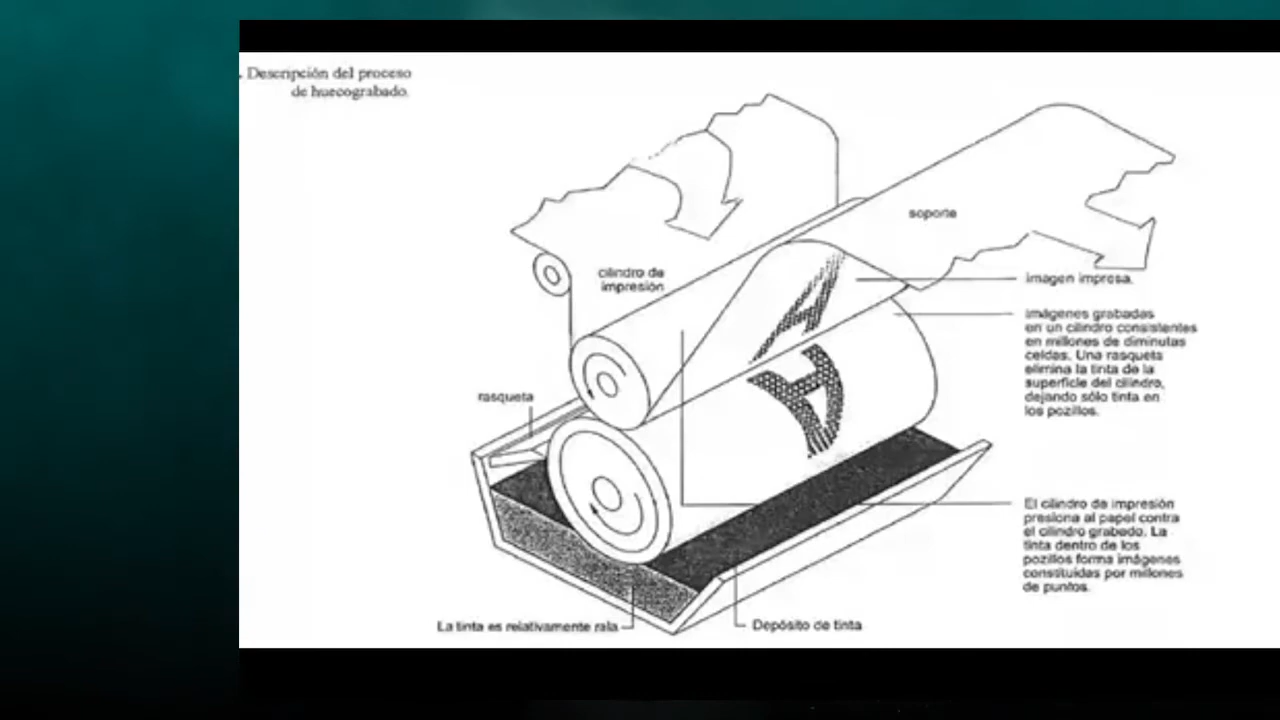 . Descripción del proceso
de huecograbado.
soporte
cilindro de
impresión
imagen impresa.
imágenes grabadas
en un cilindro consistentes
en millones de diminutas
celdas. Una rasqueta
elimina la tinta de la
superficie del cilindro,
dejando sólo tinta en
los pozillos.
rasqueta
El cilindro de impresión
presiona al papel contra
el cilindro grabado. La
tinta dentro de los
pozillos forma imágenes
constituidas por millones
de puntos.
La tinta es relativamente rala
Depósito de tinta